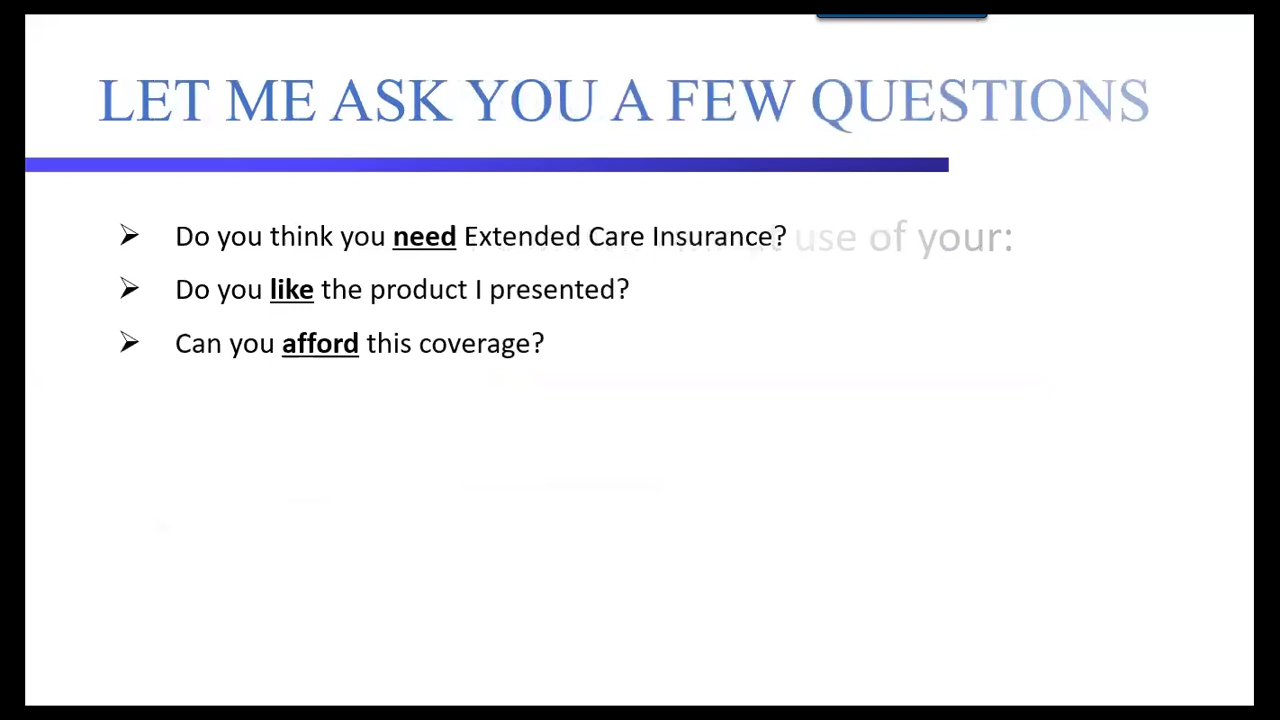 LET ME ASK YOU A FEW QUESTIONS
Do you think you need Extended Care Insurance?
use of your:
Do you like the product I presented?
Can you afford this coverage?